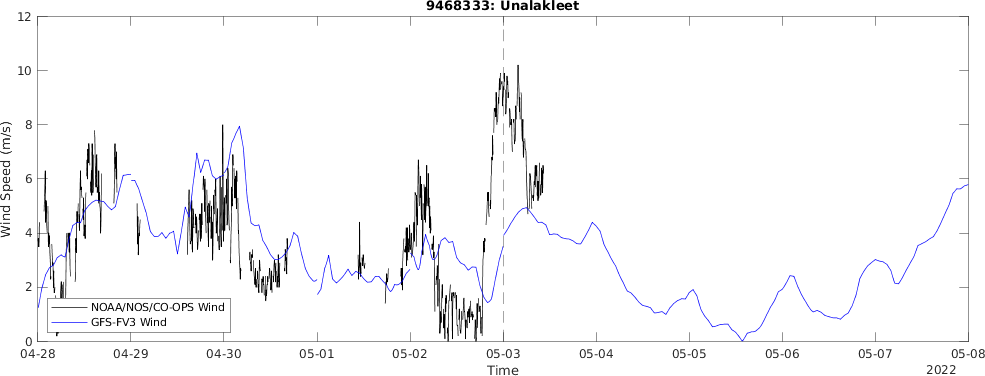 9468333: Unalakleet
12
10
8
6
4
2
0
Wind Speed (m/s)
NOAA/NOS/CO-OPS Wind
GFS-FV3 Wind
04-28 04-29 04-30 05-01 05-02 05-03 05-04 05-05 05-06 05-07 05-08
Time
2022